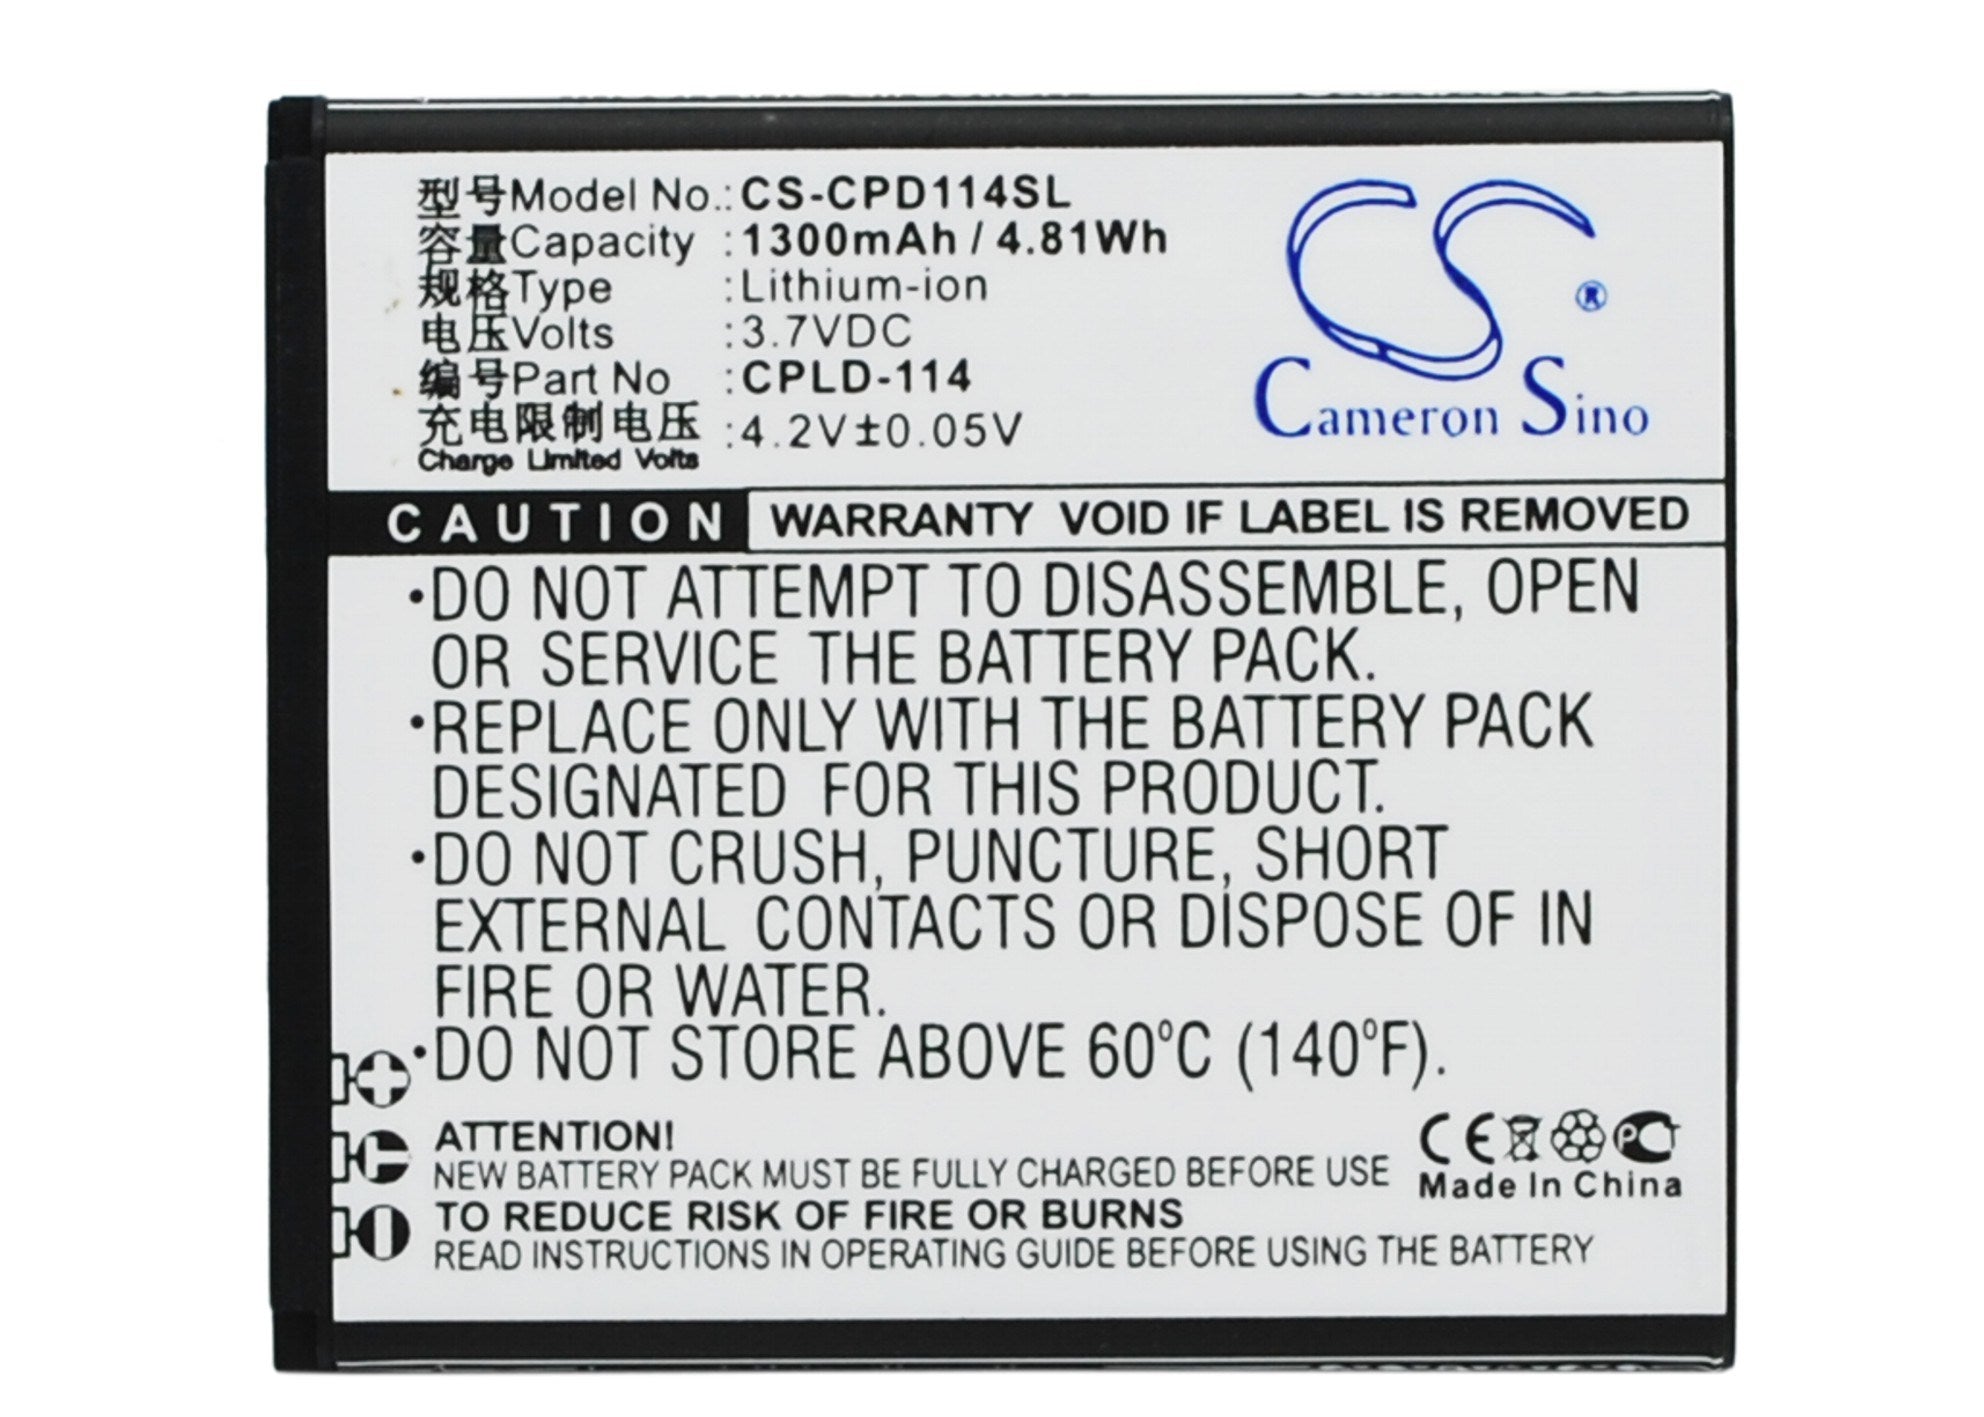 型号Model No.:CS-CPD114SL
容量Capacity :1300mAh / 4.81Wh
规格Type :Lithium-ion
电压Volts :3.7VDC
编号Part No :CPLD-114
充电限制电压 :4.2V±0.05V
Charge Limited Volts
CS ®
Cameron Sino
CAUTION WARRANTY VOID IF LABEL IS REMOVED
•DO NOT ATTEMPT TO DISASSEMBLE, OPEN
OR SERVICE THE BATTERY PACK.
•REPLACE ONLY WITH THE BATTERY PACK
DESIGNATED FOR THIS PRODUCT.
•DO NOT CRUSH, PUNCTURE, SHORT
EXTERNAL CONTACTS OR DISPOSE OF IN
FIRE OR WATER.
•DO NOT STORE ABOVE 60°C (140°F).
ATTENTION!
NEW BATTERY PACK MUST BE FULLY CHARGED BEFORE USE
TO REDUCE RISK OF FIRE OR BURNS
READ INSTRUCTIONS IN OPERATING GUIDE BEFORE USING THE BATTERY
CE PCT
Made In China